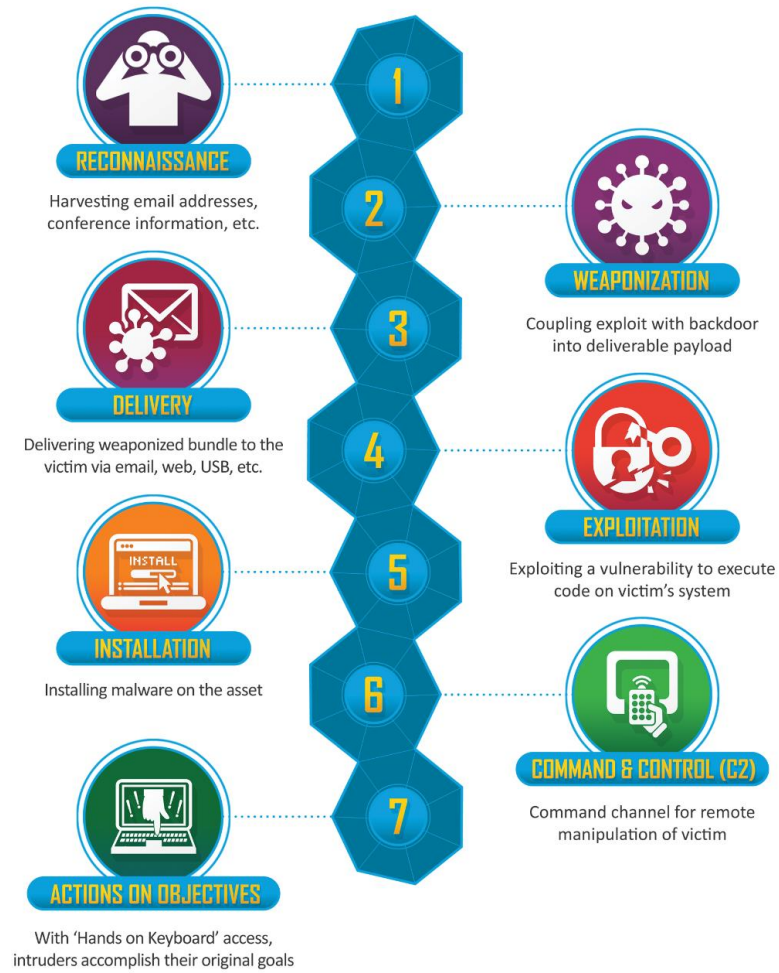 1
RECONNAISSANCE
Harvesting email addresses,
conference information, etc.
2
WEAPONIZATION
Coupling exploit with backdoor
into deliverable payload
3
DELIVERY
Delivering weaponized bundle to the
victim via email, web, USB, etc.
4
EXPLOITATION
Exploiting a vulnerability to execute
code on victim's system
5
INSTALL
INSTALLATION
Installing malware on the asset
6
COMMAND & CONTROL (C2)
Command channel for remote
manipulation of victim
7
ACTIONS ON OBJECTIVES
With ‘Hands on Keyboard’ access,
intruders accomplish their original goals